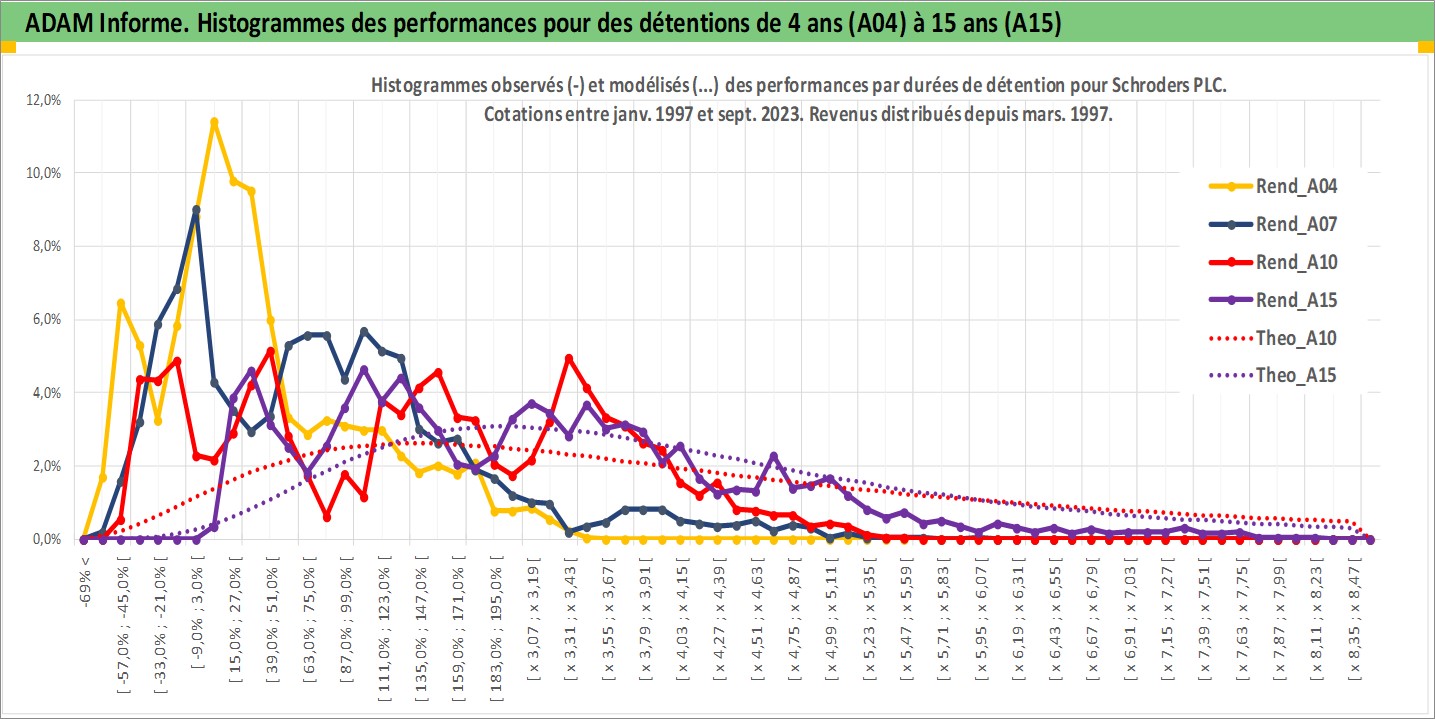 ADAM Informe. Histogrammes des performances pour des détentions de 4 ans (A04) à 15 ans (A15)
Histogrammes observés (-) et modélisés (...) des performances par durées de détention pour Schroders PLC.
Cotations entre janv. 1997 et sept. 2023. Revenus distribués depuis mars. 1997.
12,0%
10,0%
8,0%
6,0%
4,0%
2,0%
0,0%
Rend_A04
Rend_A07
Rend_A10
Rend_A15
Theo_A10
Theo_A15
-69% <
[ -57,0% ; -45,0% [
[ -33,0% ; -21,0% [
[ -9,0% ; 3,0% [
[ 15,0% ; 27,0% [
[ 39,0% ; 51,0% [
[ 63,0% ; 75,0% [
[ 87,0% ; 99,0% [
[ 111,0% ; 123,0% [
[ 135,0% ; 147,0% [
[ 159,0% ; 171,0% [
[ 183,0% ; 195,0% [
[ x 3,07 ; x 3,19 [
[ x 3,31 ; x 3,43 [
[ x 3,55 ; x 3,67 [
[ x 3,79 ; x 3,91 [
[ x 4,03 ; x 4,15 [
[ x 4,27 ; x 4,39 [
[ x 4,51 ; x 4,63 [
[ x 4,75 ; x 4,87 [
[ x 4,99 ; x 5,11 [
[ x 5,23 ; x 5,35 [
[ x 5,47 ; x 5,59 [
[ x 5,71 ; x 5,83 [
[ x 5,95 ; x 6,07 [
[ x 6,19 ; x 6,31 [
[ x 6,43 ; x 6,55 [
[ x 6,67 ; x 6,79 [
[ x 6,91 ; x 7,03 [
[ x 7,15 ; x 7,27 [
[ x 7,39 ; x 7,51 [
[ x 7,63 ; x 7,75 [
[ x 7,87 ; x 7,99 [
[ x 8,11 ; x 8,23 [
[ x 8,35 ; x 8,47 [